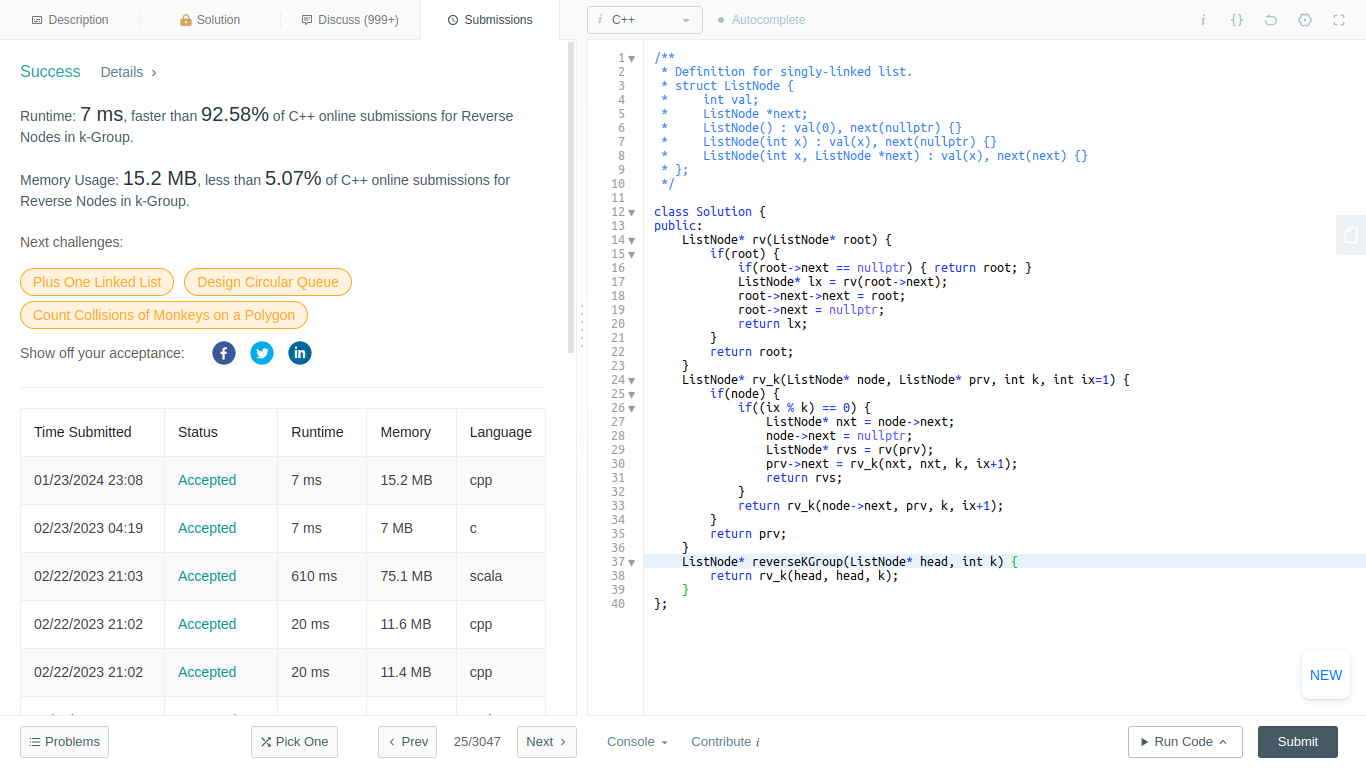 Description
Solution
Discuss (999+)
Submissions
i C++
Autocomplete
i {}
Success Details ›
Runtime: 7 ms, faster than 92.58% of C++ online submissions for Reverse
Nodes in k-Group.
Memory Usage: 15.2 MB, less than 5.07% of C++ online submissions for
Reverse Nodes in k-Group.
Next challenges:
Plus One Linked List Design Circular Queue
Count Collisions of Monkeys on a Polygon
Show off your acceptance: f in
Time Submitted Status Runtime Memory Language
01/23/2024 23:08 Accepted 7 ms 15.2 MB cpp
02/23/2023 04:19 Accepted 7 ms 7 MB c
02/22/2023 21:03 Accepted 610 ms 75.1 MB scala
02/22/2023 21:02 Accepted 20 ms 11.6 MB cpp
02/22/2023 21:02 Accepted 20 ms 11.4 MB cpp
1 /**
2 * Definition for singly-linked list.
3 * struct ListNode {
4 *     int val;
5 *     ListNode *next;
6 *     ListNode() : val(0), next(nullptr) {}
7 *     ListNode(int x) : val(x), next(nullptr) {}
8 *     ListNode(int x, ListNode *next) : val(x), next(next) {}
9 * };
10 */
11
12 class Solution {
13 public:
14     ListNode* rv(ListNode* root) {
15         if(root) {
16             if(root->next == nullptr) { return root; }
17             ListNode* lx = rv(root->next);
18             root->next->next = root;
19             root->next = nullptr;
20             return lx;
21         }
22         return root;
23     }
24     ListNode* rv_k(ListNode* node, ListNode* prv, int k, int ix=1) {
25         if(node) {
26             if((ix % k) == 0) {
27                 ListNode* nxt = node->next;
28                 node->next = nullptr;
29                 ListNode* rvs = rv(prv);
30                 prv->next = rv_k(nxt, nxt, k, ix+1);
31                 return rvs;
32             }
33             return rv_k(node->next, prv, k, ix+1);
34         }
35         return prv;
36     }
37     ListNode* reverseKGroup(ListNode* head, int k) {
38         return rv_k(head, head, k);
39     }
40 };
NEW
Problems
Pick One
‹ Prev
25/3047
Next ›
Console
Contribute i
Run Code
Submit